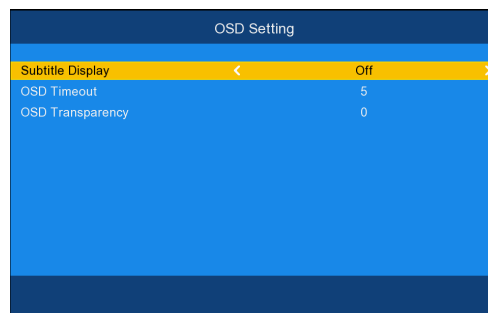 OSD Setting
Subtitle Display Off
OSD Timeout 5
OSD Transparency 0